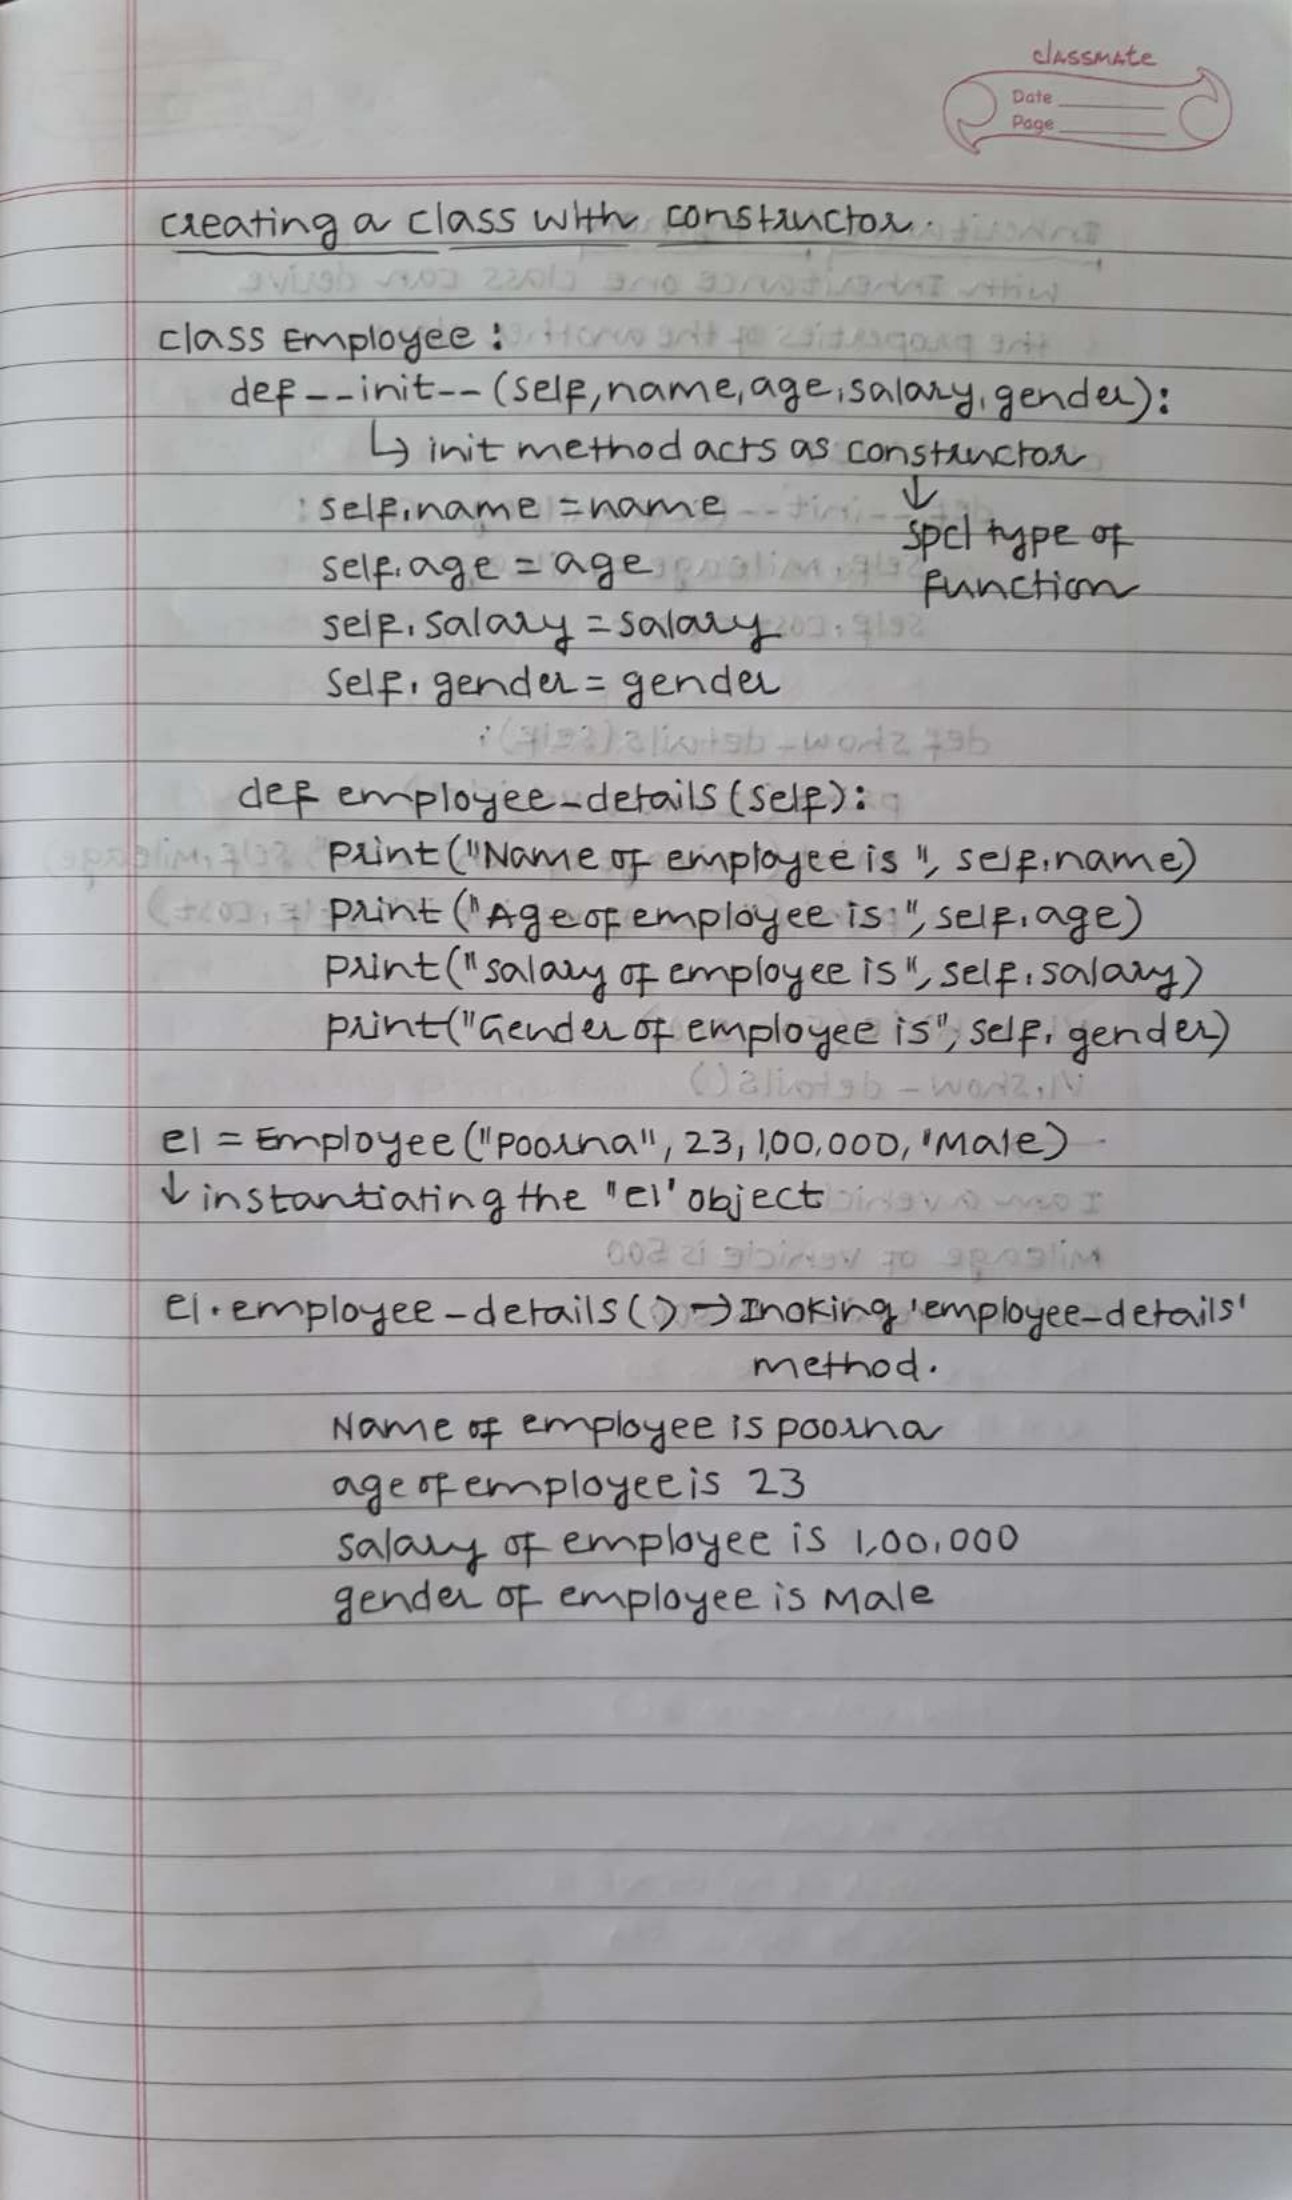 classmate
Date
Page
creating a class with constructor.
class Employee :
def --init-- (self, name, age, salary, gender):
↳ init method acts as constructor
↓
spcl type of
function
self.name = name
self.age = age
self.salary = salary
self.gender = gender
def employee-details (self):
print ("Name of employee is ", self.name)
print ("Age of employee is ", self.age)
print ("salary of employee is", self.salary)
print ("Gender of employee is", self.gender)
e1 = Employee ("poorna", 23, 1,00,000, 'Male)
↓ instantiating the "e1' object
e1.employee-details () → Inoking 'employee-details'
method.
Name of employee is poorna
age of employee is 23
salary of employee is 1,00,000
gender of employee is Male